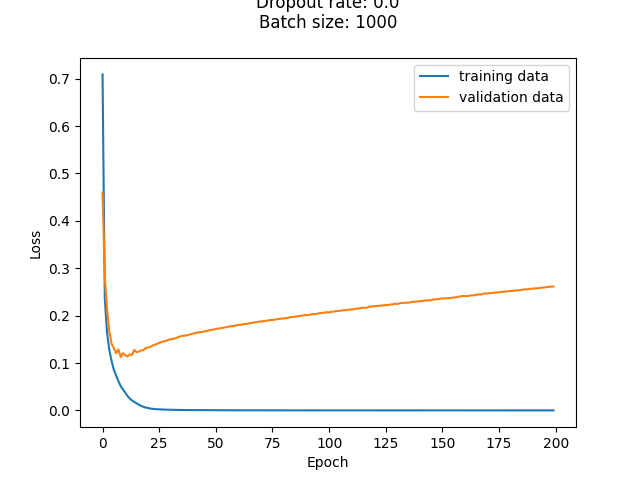 Dropout rate: 0.0
Batch size: 1000
training data
validation data
Loss
0.7
0.6
0.5
0.4
0.3
0.2
0.1
0.0
0 25 50 75 100 125 150 175 200
Epoch